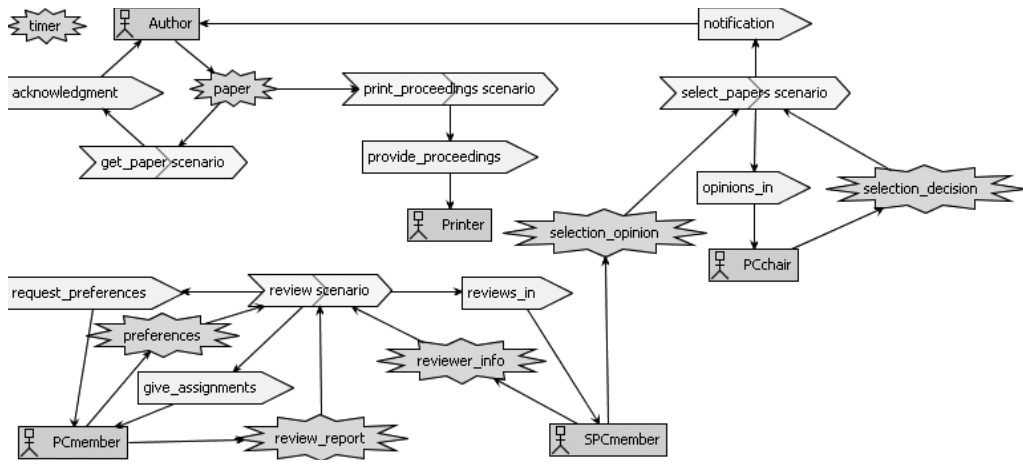 timer
Author
notification
acknowledgment
paper
print_proceedings scenario
select_papers scenario
get_paper scenario
provide_proceedings
opinions_in
selection_decision
Printer
selection_opinion
PCchair
request_preferences
review scenario
reviews_in
preferences
reviewer_info
give_assignments
PCmember
review_report
SPCmember